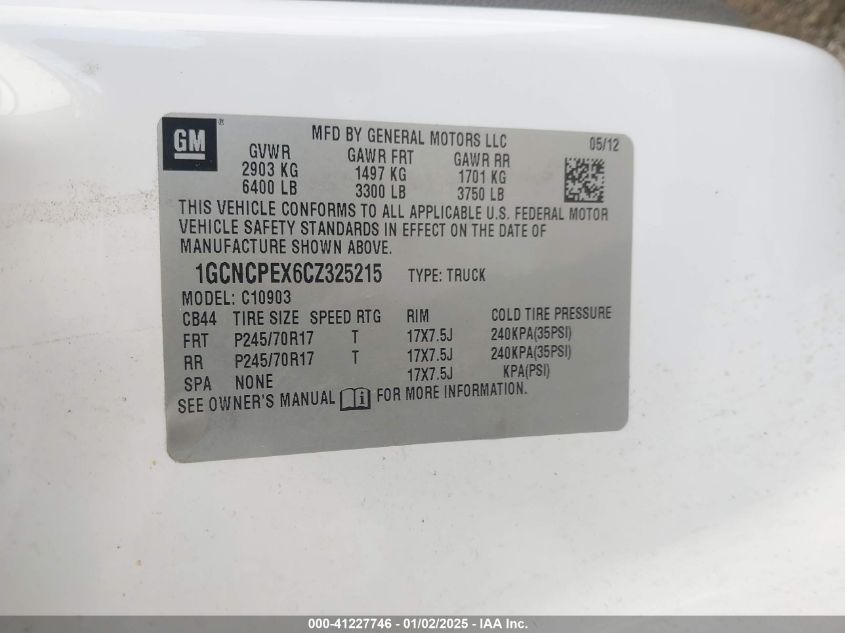 GM® MFD BY GENERAL MOTORS LLC 05/12
GVWR GAWR FRT GAWR RR
2903 KG 1497 KG 1701 KG
6400 LB 3300 LB 3750 LB
THIS VEHICLE CONFORMS TO ALL APPLICABLE U.S. FEDERAL MOTOR
VEHICLE SAFETY STANDARDS IN EFFECT ON THE DATE OF
MANUFACTURE SHOWN ABOVE.
1GCNCPEX6CZ325215 TYPE: TRUCK
MODEL: C10903
CB44 TIRE SIZE SPEED RTG RIM COLD TIRE PRESSURE
FRT P245/70R17 T 17X7.5J 240KPA(35PSI)
RR P245/70R17 T 17X7.5J 240KPA(35PSI)
SPA NONE 17X7.5J KPA(PSI)
SEE OWNER'S MANUAL i FOR MORE INFORMATION.
000-41227746 - 01/02/2025 - IAA Inc.